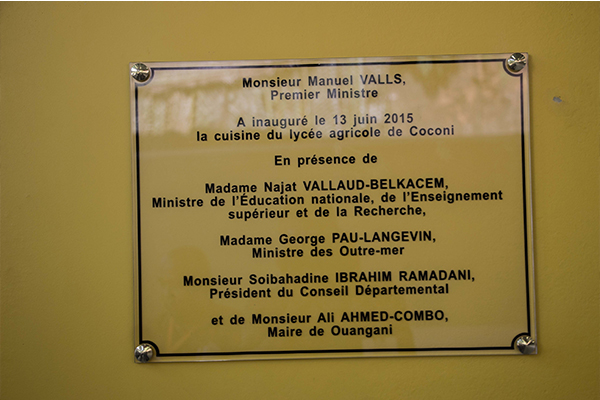 Monsieur Manuel VALLS,
Premier Ministre
A inauguré le 13 juin 2015
la cuisine du lycée agricole de Coconi
En présence de
Madame Najat VALLAUD-BELKACEM,
Ministre de l'Éducation nationale, de l'Enseignement
supérieur et de la Recherche,
Madame George PAU-LANGEVIN,
Ministre des Outre-mer
Monsieur Soibahadine IBRAHIM RAMADANI,
Président du Conseil Départemental
et de Monsieur Ali AHMED-COMBO,
Maire de Ouangani